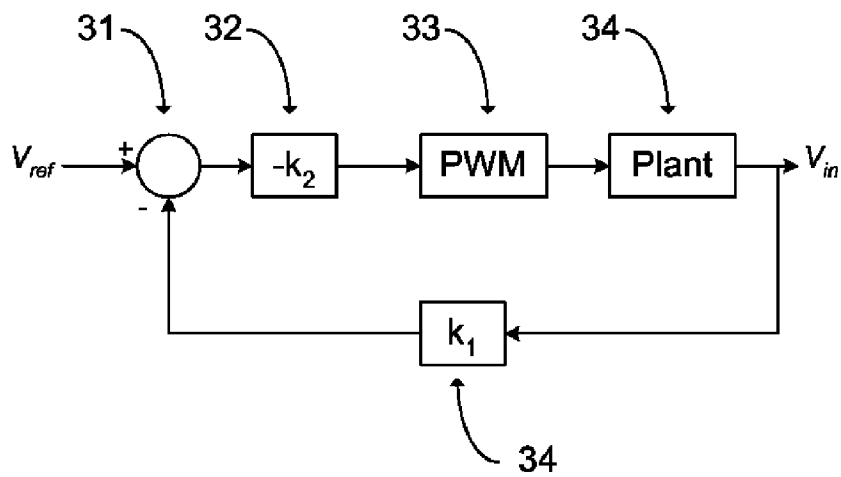 31
32
33
34
V_ref
+
-
-k_2
PWM
Plant
V_in
k_1
34